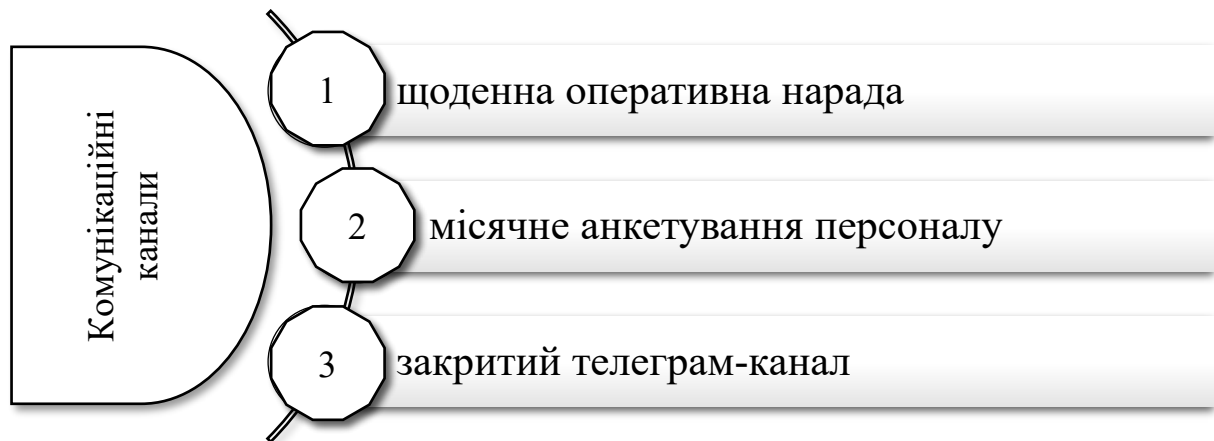 Комунікаційні
канали
1 щоденна оперативна нарада
2 місячне анкетування персоналу
3 закритий телеграм-канал